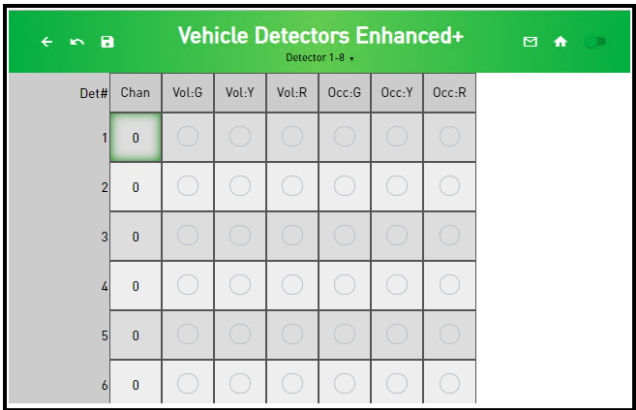 Vehicle Detectors Enhanced+
Detector 1-8
Det# Chan Vol:G Vol:Y Vol:R Occ:G Occ:Y Occ:R
1 0
2 0
3 0
4 0
5 0
6 0